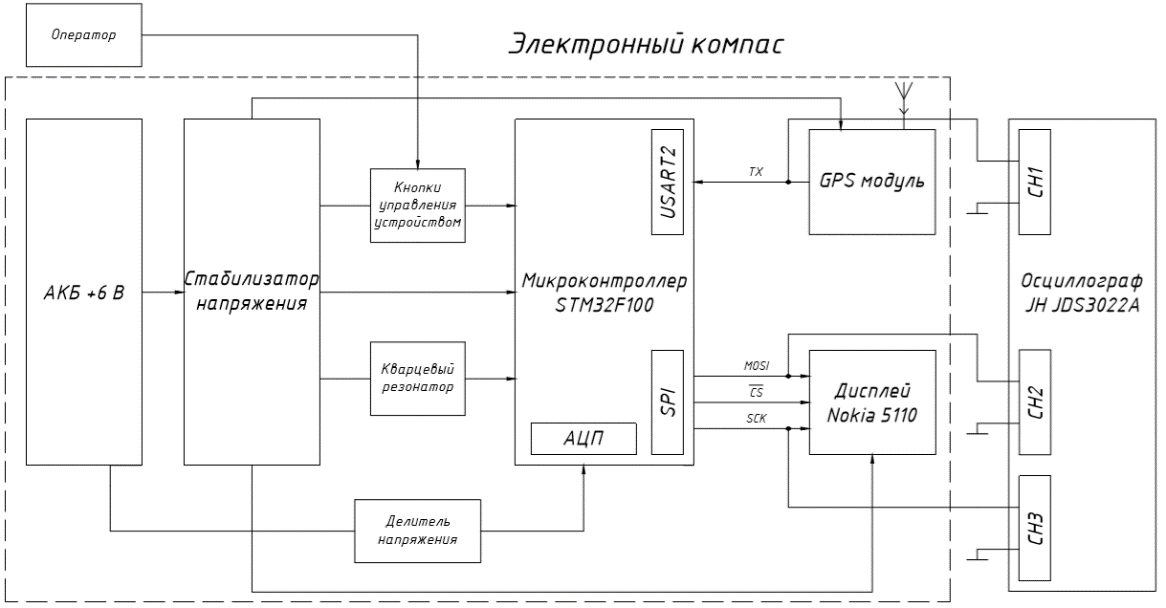 Оператор
Электронный компас
АКБ +6 В
Стабилизатор
напряжения
Кнопки
управления
устройством
Кварцевый
резонатор
Делитель
напряжения
Микроконтроллер
STM32F100
USART2
SPI
АЦП
TX
GPS модуль
MOSI
CS
SCK
Дисплей
Nokia 5110
CH1
Осциллограф
JH JDS3022A
CH2
CH3